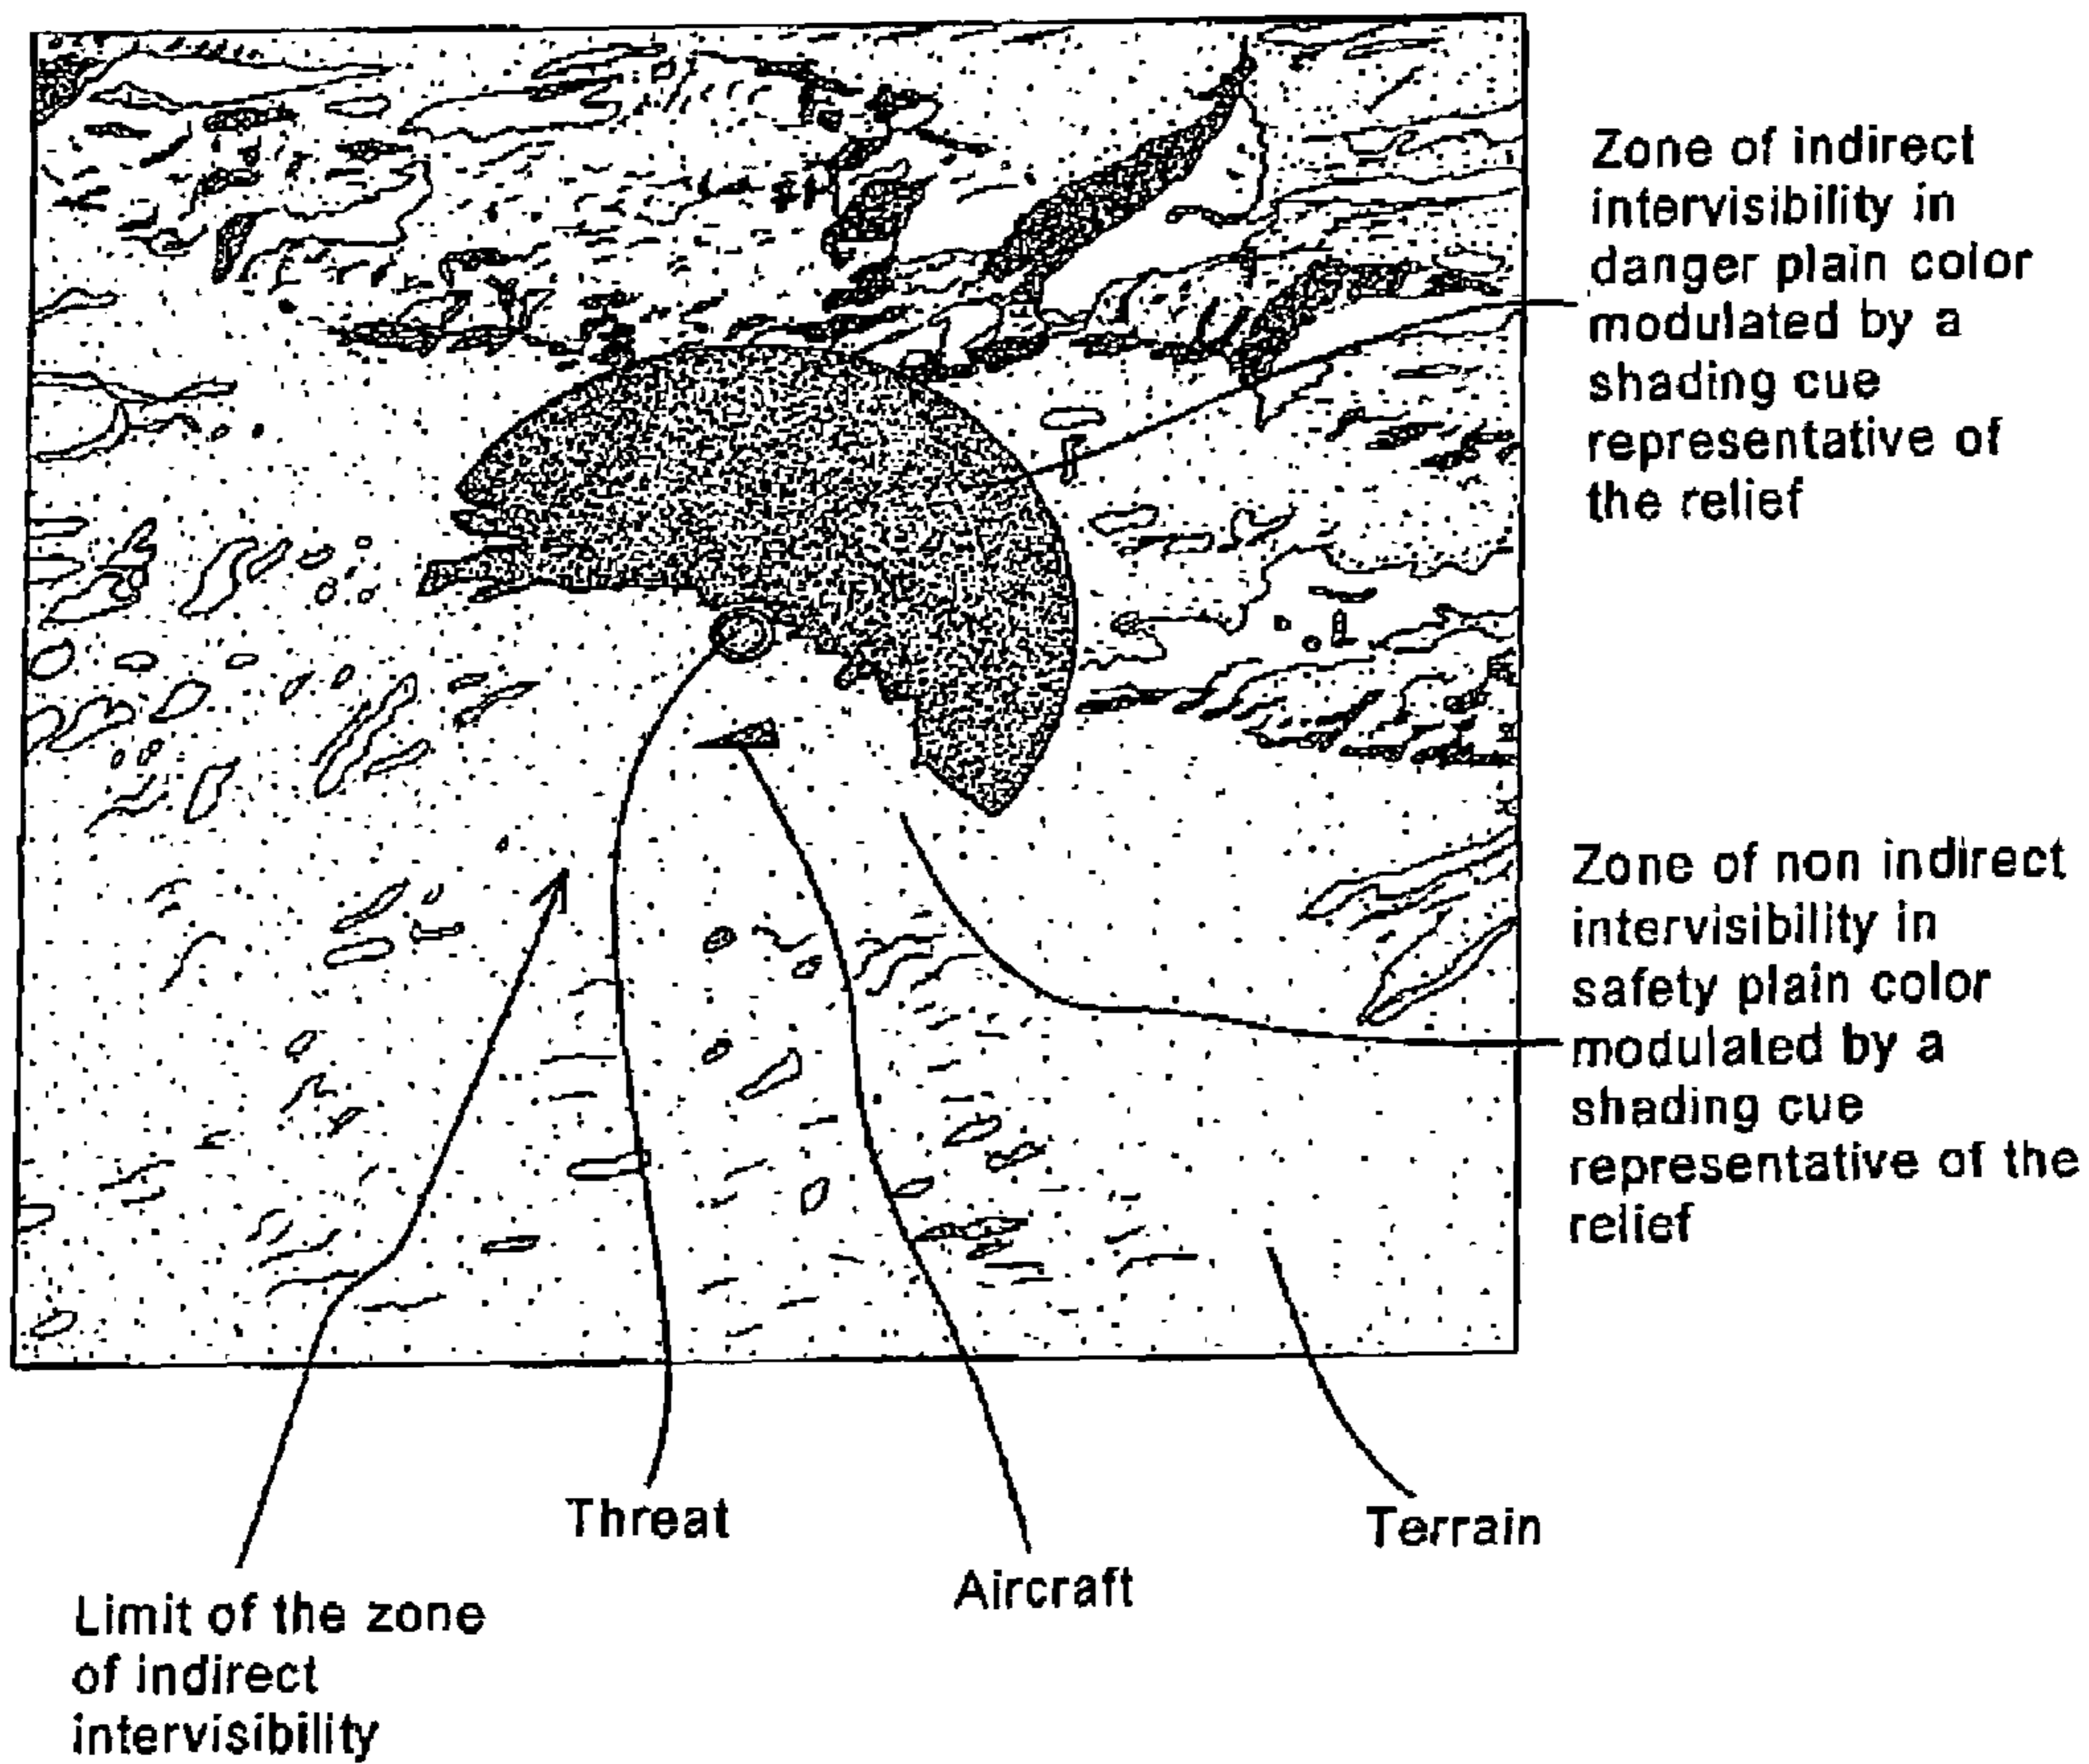 Zone of indirect
intervisibility in
danger plain color
modulated by a
shading cue
representative of
the relief
Zone of non indirect
intervisibility in
safety plain color
modulated by a
shading cue
representative of the
relief
Threat
Terrain
Aircraft
Limit of the zone
of indirect
intervisibility